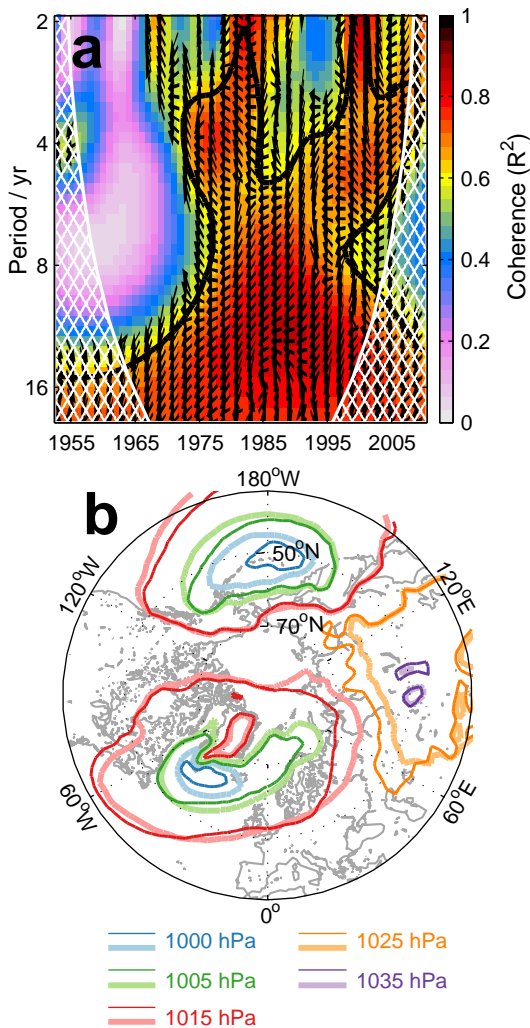 a
2
4
8
16
Period / yr
1955 1965 1975 1985 1995 2005
1
0.8
0.6
0.4
0.2
0
Coherence (R²)
b
180°W
120°W
120°E
50°N
70°N
60°W
60°E
0°
1000 hPa 1025 hPa
1005 hPa 1035 hPa
1015 hPa